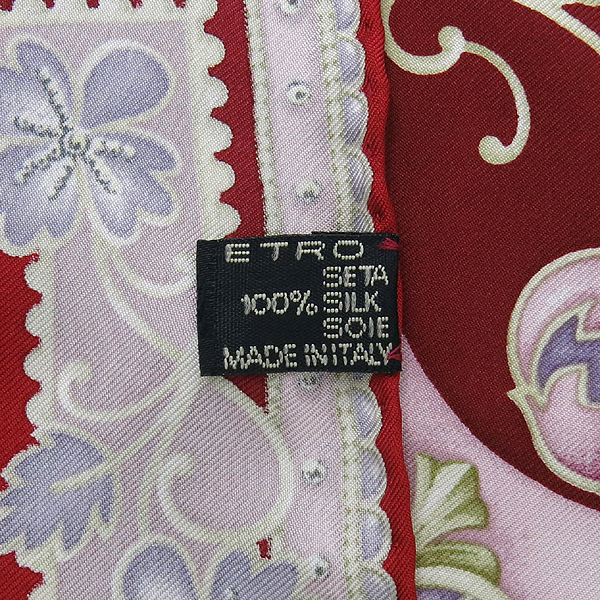 ETRO
SETA
100% SILK
SOIE
MADE IN ITALY